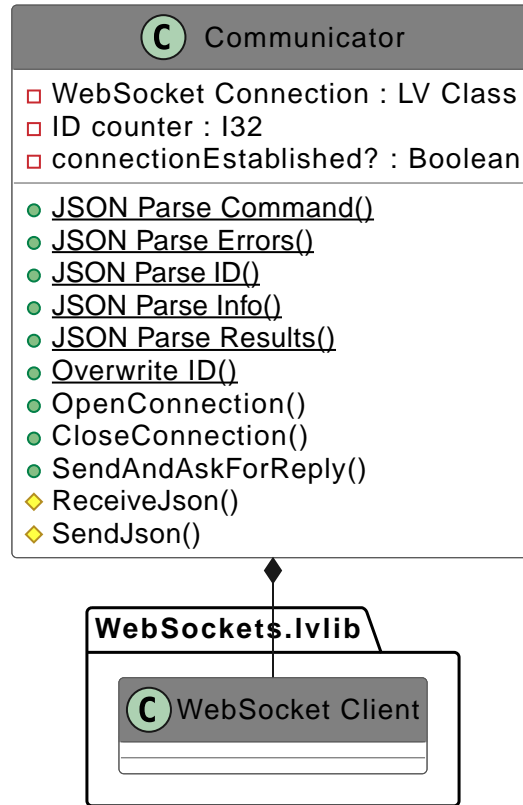 C Communicator
WebSocket Connection : LV Class
ID counter : I32
connectionEstablished? : Boolean
JSON Parse Command()
JSON Parse Errors()
JSON Parse ID()
JSON Parse Info()
JSON Parse Results()
Overwrite ID()
OpenConnection()
CloseConnection()
SendAndAskForReply()
ReceiveJson()
SendJson()
WebSockets.lvlib
C WebSocket Client